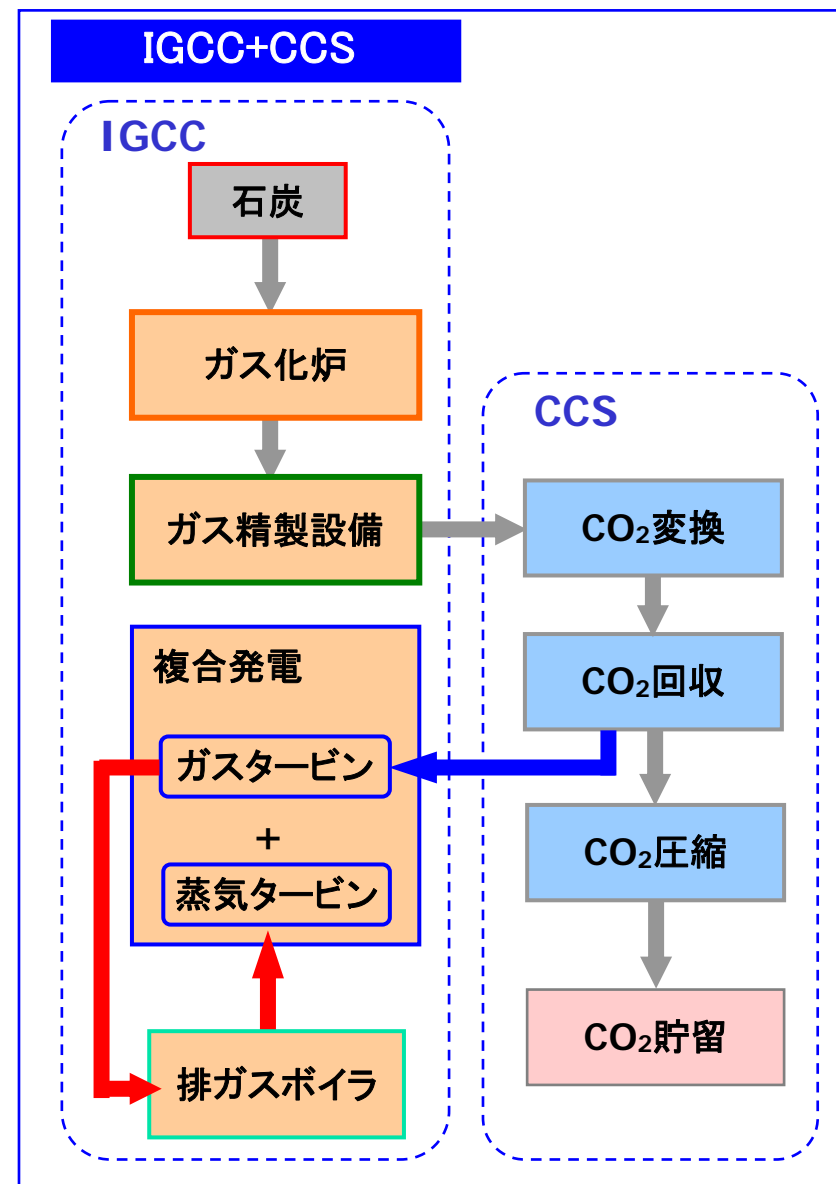 IGCC+CCS
IGCC
石炭
ガス化炉
ガス精製設備
複合発電
ガスタービン
+
蒸気タービン
排ガスボイラ
CCS
CO₂変換
CO₂回収
CO₂圧縮
CO₂貯留